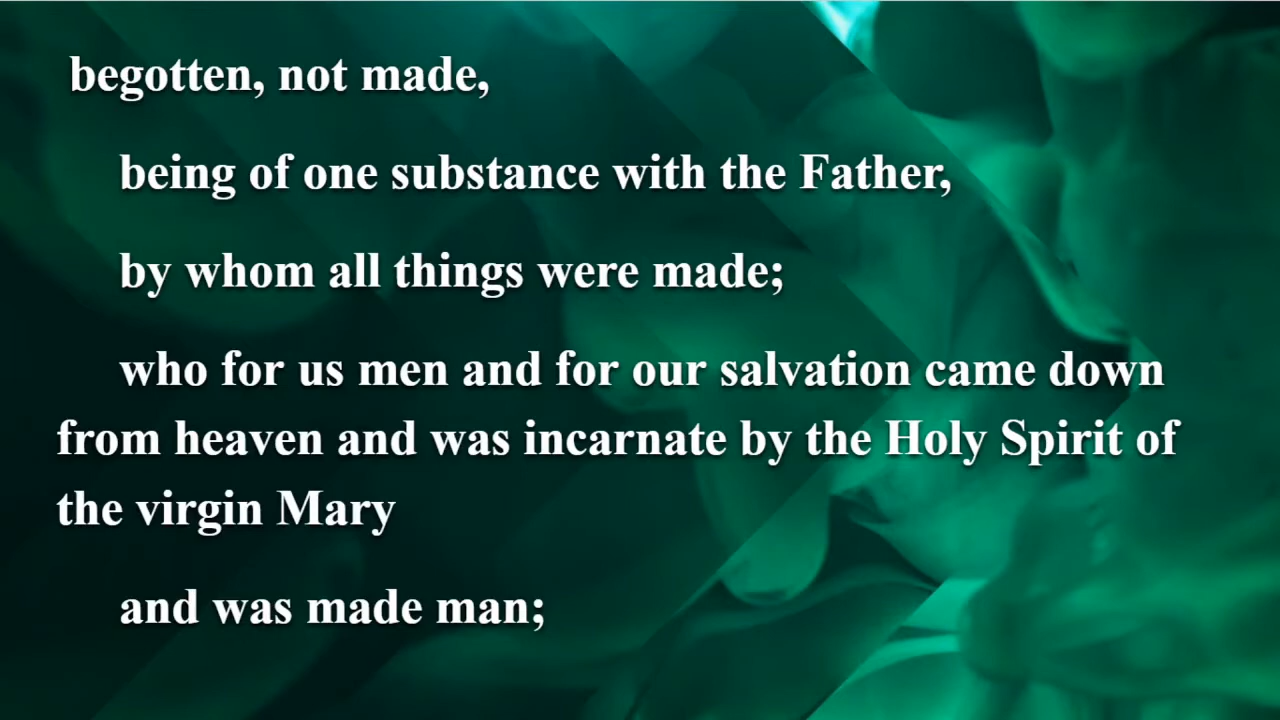 begotten, not made,
being of one substance with the Father,
by whom all things were made;
who for us men and for our salvation came down
from heaven and was incarnate by the Holy Spirit of
the virgin Mary
and was made man;